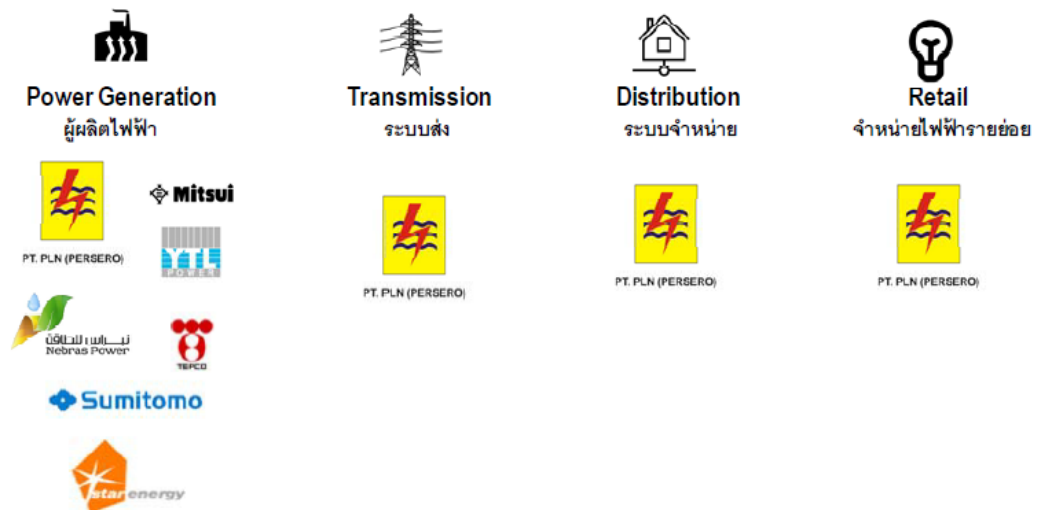 Power Generation
ผู้ผลิตไฟฟ้า
PT. PLN (PERSERO)
Mitsui
YTL
POWER
نبراس للطاقة
Nebras Power
TEPCO
Sumitomo
star energy
Transmission
ระบบส่ง
PT. PLN (PERSERO)
Distribution
ระบบจำหน่าย
PT. PLN (PERSERO)
Retail
จำหน่ายไฟฟ้ารายย่อย
PT. PLN (PERSERO)